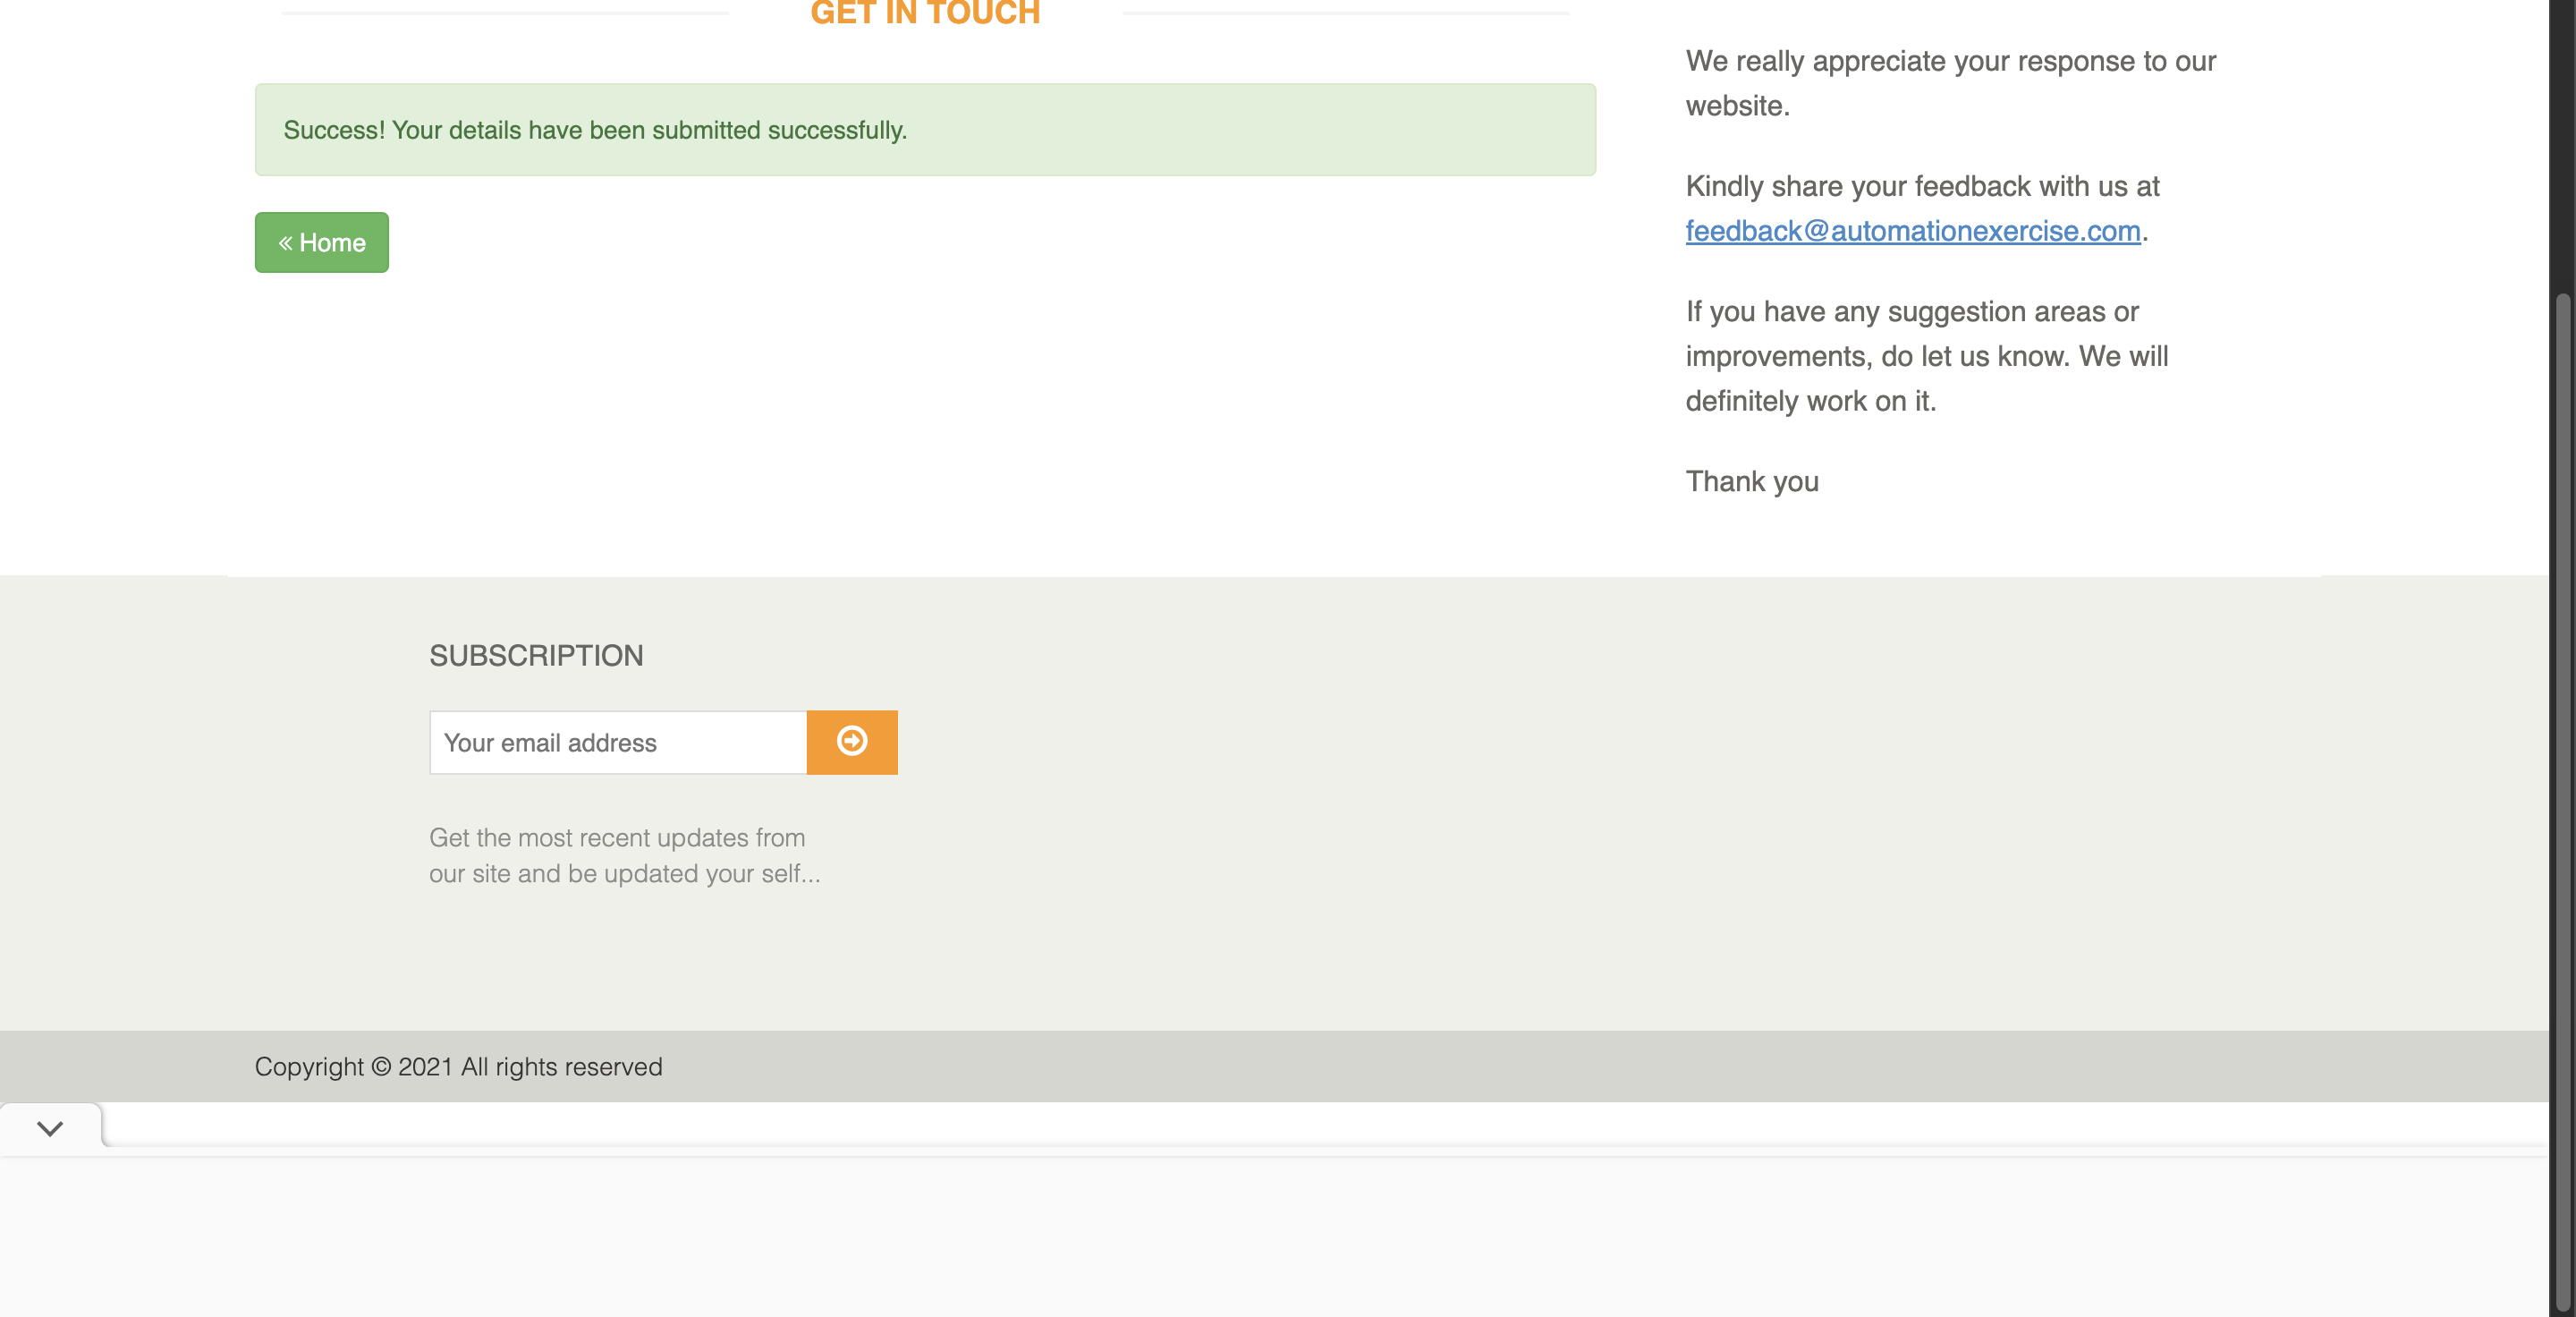 GET IN TOUCH
Success! Your details have been submitted successfully.
« Home
We really appreciate your response to our
website.
Kindly share your feedback with us at
feedback@automationexercise.com.
If you have any suggestion areas or
improvements, do let us know. We will
definitely work on it.
Thank you
SUBSCRIPTION
Your email address
Get the most recent updates from
our site and be updated your self...
Copyright © 2021 All rights reserved